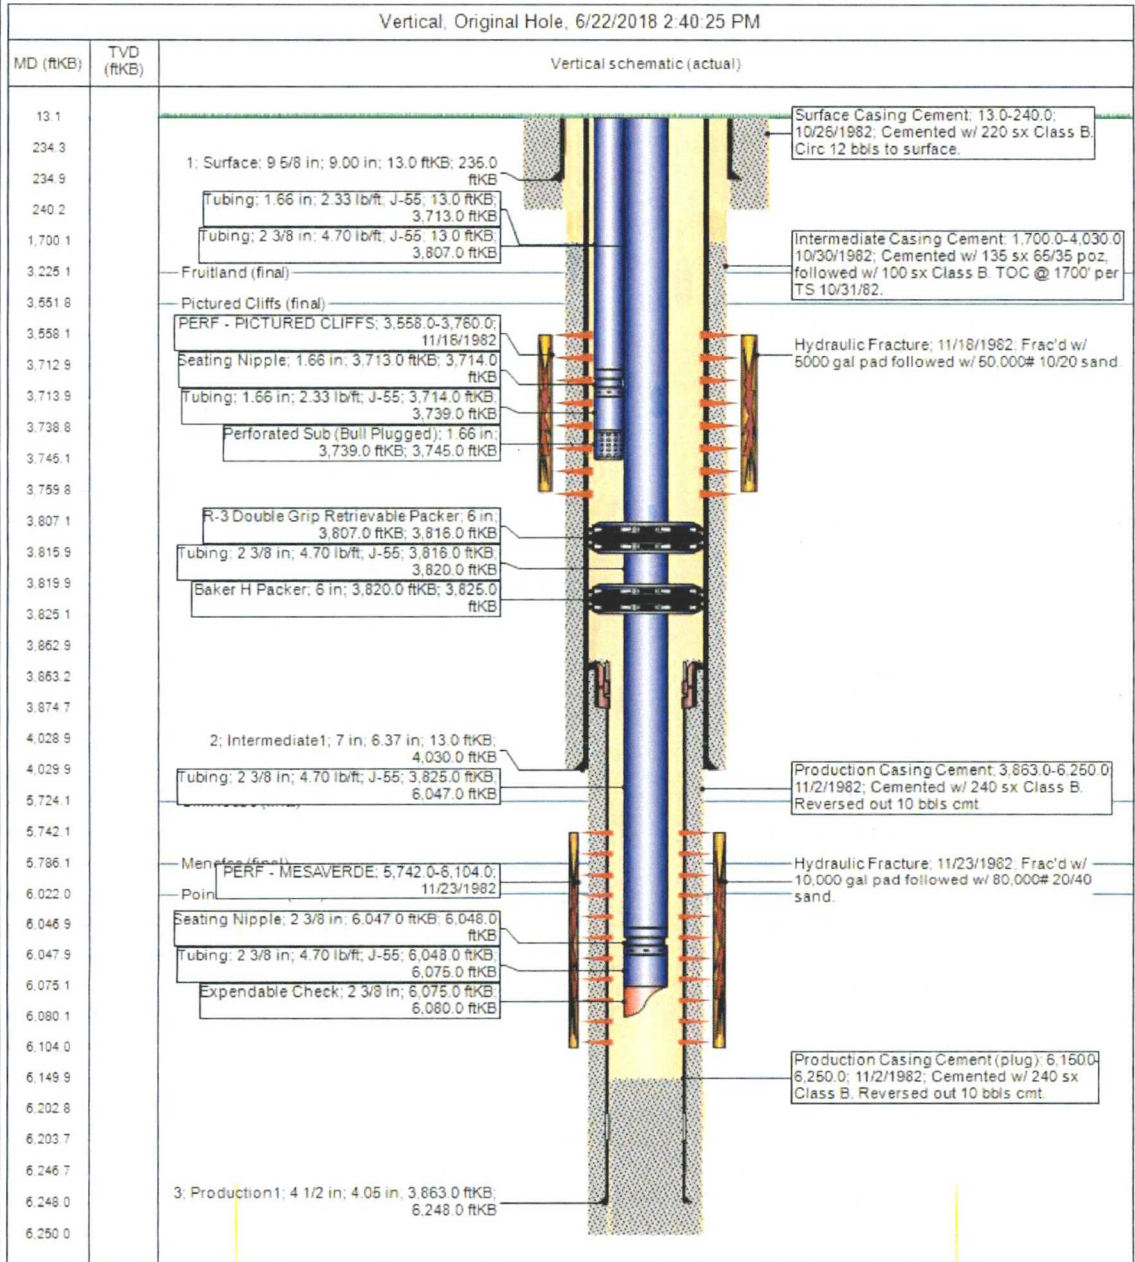 Vertical, Original Hole, 6/22/2018 2:40:25 PM
MD (ftKB)
TVD
(ftKB)
Vertical schematic (actual)
13.1
234.3
234.9
240.2
1,700.1
3,225.1
3,551.8
3,558.1
3,712.9
3,713.9
3,738.8
3,745.1
3,759.8
3,807.1
3,815.9
3,819.9
3,825.1
3,862.9
3,863.2
3,874.7
4,028.9
4,029.9
5,724.1
5,742.1
5,786.1
6,022.0
6,046.9
6,047.9
6,075.1
6,080.1
6,104.0
6,149.9
6,202.8
6,203.7
6,246.7
6,248.0
6,250.0
1; Surface; 9 5/8 in; 9.00 in; 13.0 ftKB; 235.0
ftKB
Tubing; 1.66 in; 2.33 lb/ft; J-55; 13.0 ftKB;
3,713.0 ftKB
Tubing; 2 3/8 in; 4.70 lb/ft; J-55; 13.0 ftKB;
3,807.0 ftKB
Fruitland (final)
Pictured Cliffs (final)
PERF - PICTURED CLIFFS; 3,558.0-3,760.0;
11/16/1982
Seating Nipple; 1.66 in; 3,713.0 ftKB; 3,714.0
ftKB
Tubing; 1.66 in; 2.33 lb/ft; J-55; 3,714.0 ftKB;
3,739.0 ftKB
Perforated Sub (Bull Plugged); 1.66 in;
3,739.0 ftKB; 3,745.0 ftKB
R-3 Double Grip Retrievable Packer; 6 in;
3,807.0 ftKB; 3,816.0 ftKB
Tubing; 2 3/8 in; 4.70 lb/ft; J-55; 3,816.0 ftKB;
3,820.0 ftKB
Baker H Packer; 6 in; 3,820.0 ftKB; 3,825.0
ftKB
2; Intermediate1; 7 in; 6.37 in; 13.0 ftKB;
4,030.0 ftKB
Tubing; 2 3/8 in; 4.70 lb/ft; J-55; 3,825.0 ftKB;
6,047.0 ftKB
(final)
Menefee (final)
PERF - MESAVERDE; 5,742.0-6,104.0;
11/23/1982
Poin
Seating Nipple; 2 3/8 in; 6,047.0 ftKB; 6,048.0
ftKB
Tubing; 2 3/8 in; 4.70 lb/ft; J-55; 6,048.0 ftKB;
6,075.0 ftKB
Expendable Check; 2 3/8 in; 6,075.0 ftKB;
6,080.0 ftKB
3; Production1; 4 1/2 in; 4.05 in; 3,863.0 ftKB;
6,248.0 ftKB
Surface Casing Cement; 13.0-240.0;
10/26/1982; Cemented w/ 220 sx Class B.
Circ 12 bbls to surface.
Intermediate Casing Cement; 1,700.0-4,030.0;
10/30/1982; Cemented w/ 135 sx 65/35 poz,
followed w/ 100 sx Class B. TOC @ 1700' per
TS 10/31/82.
Hydraulic Fracture; 11/18/1982; Frac'd w/
5000 gal pad followed w/ 50,000# 10/20 sand.
Production Casing Cement; 3,863.0-6,250.0;
11/2/1982; Cemented w/ 240 sx Class B.
Reversed out 10 bbls cmt.
Hydraulic Fracture; 11/23/1982; Frac'd w/
10,000 gal pad followed w/ 80,000# 20/40
sand.
Production Casing Cement (plug); 6,150.0-
6,250.0; 11/2/1982; Cemented w/ 240 sx
Class B. Reversed out 10 bbls cmt.